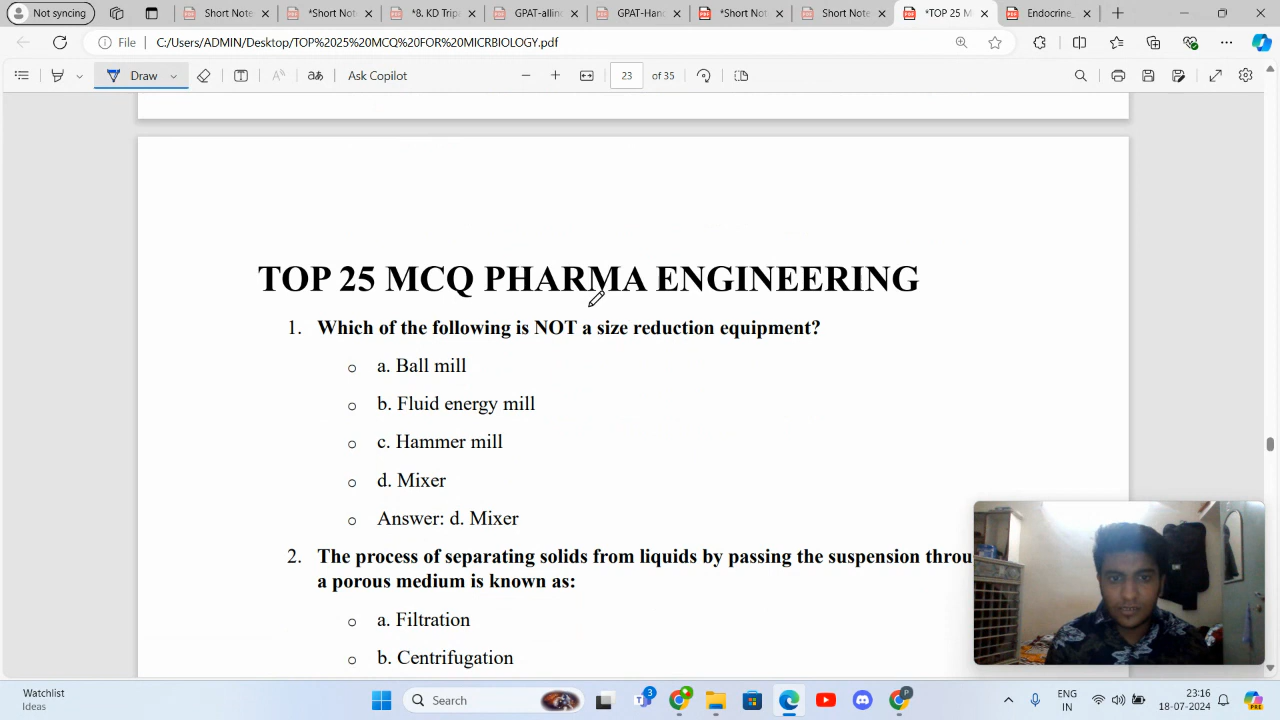 Not syncing
Short Note
*Short Not
*8. KD Trip
GPAT-allin
GPAT-Han
*Short Not
Short Note
*TOP 25 M
Endocrine_
File
C:/Users/ADMIN/Desktop/TOP%2025%20MCQ%20FOR%20MICRBIOLOGY.pdf
Draw
Ask Copilot
23 of 35
TOP 25 MCQ PHARMA ENGINEERING
1. Which of the following is NOT a size reduction equipment?
a. Ball mill
b. Fluid energy mill
c. Hammer mill
d. Mixer
Answer: d. Mixer
2. The process of separating solids from liquids by passing the suspension throu
a porous medium is known as:
a. Filtration
b. Centrifugation
Watchlist
Ideas
Search
3
ENG
IN
23:16
18-07-2024